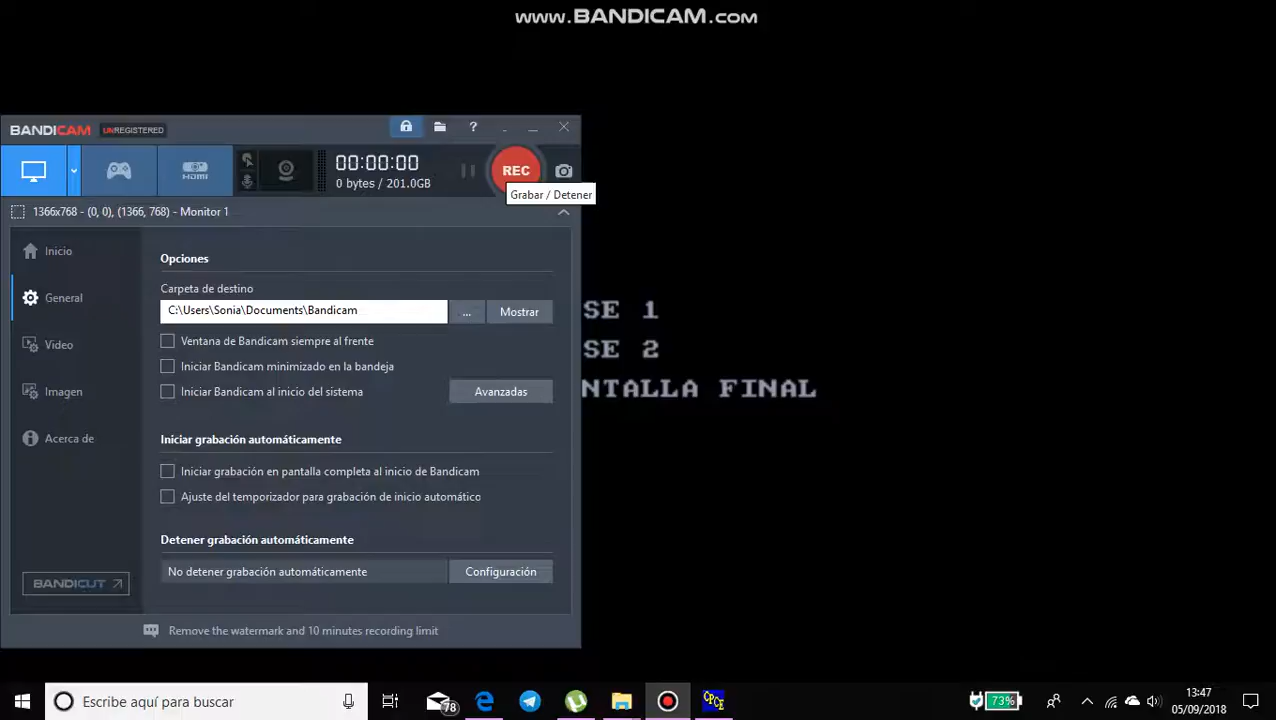 www.BANDICAM.com
BANDICAM UNREGISTERED
?
HDMI
00:00:00
0 bytes / 201.0GB
REC
Grabar / Detener
1366x768 - (0, 0), (1366, 768) - Monitor 1
Inicio
General
Video
Imagen
Acerca de
BANDICUT
Opciones
Carpeta de destino
C:\Users\Sonia\Documents\Bandicam
...
Mostrar
Ventana de Bandicam siempre al frente
Iniciar Bandicam minimizado en la bandeja
Iniciar Bandicam al inicio del sistema
Avanzadas
Iniciar grabación automáticamente
Iniciar grabación en pantalla completa al inicio de Bandicam
Ajuste del temporizador para grabación de inicio automático
Detener grabación automáticamente
No detener grabación automáticamente
Configuración
Remove the watermark and 10 minutes recording limit
SE 1
SE 2
NTALLA FINAL
Escribe aquí para buscar
78
CPCE
73%
13:47
05/09/2018